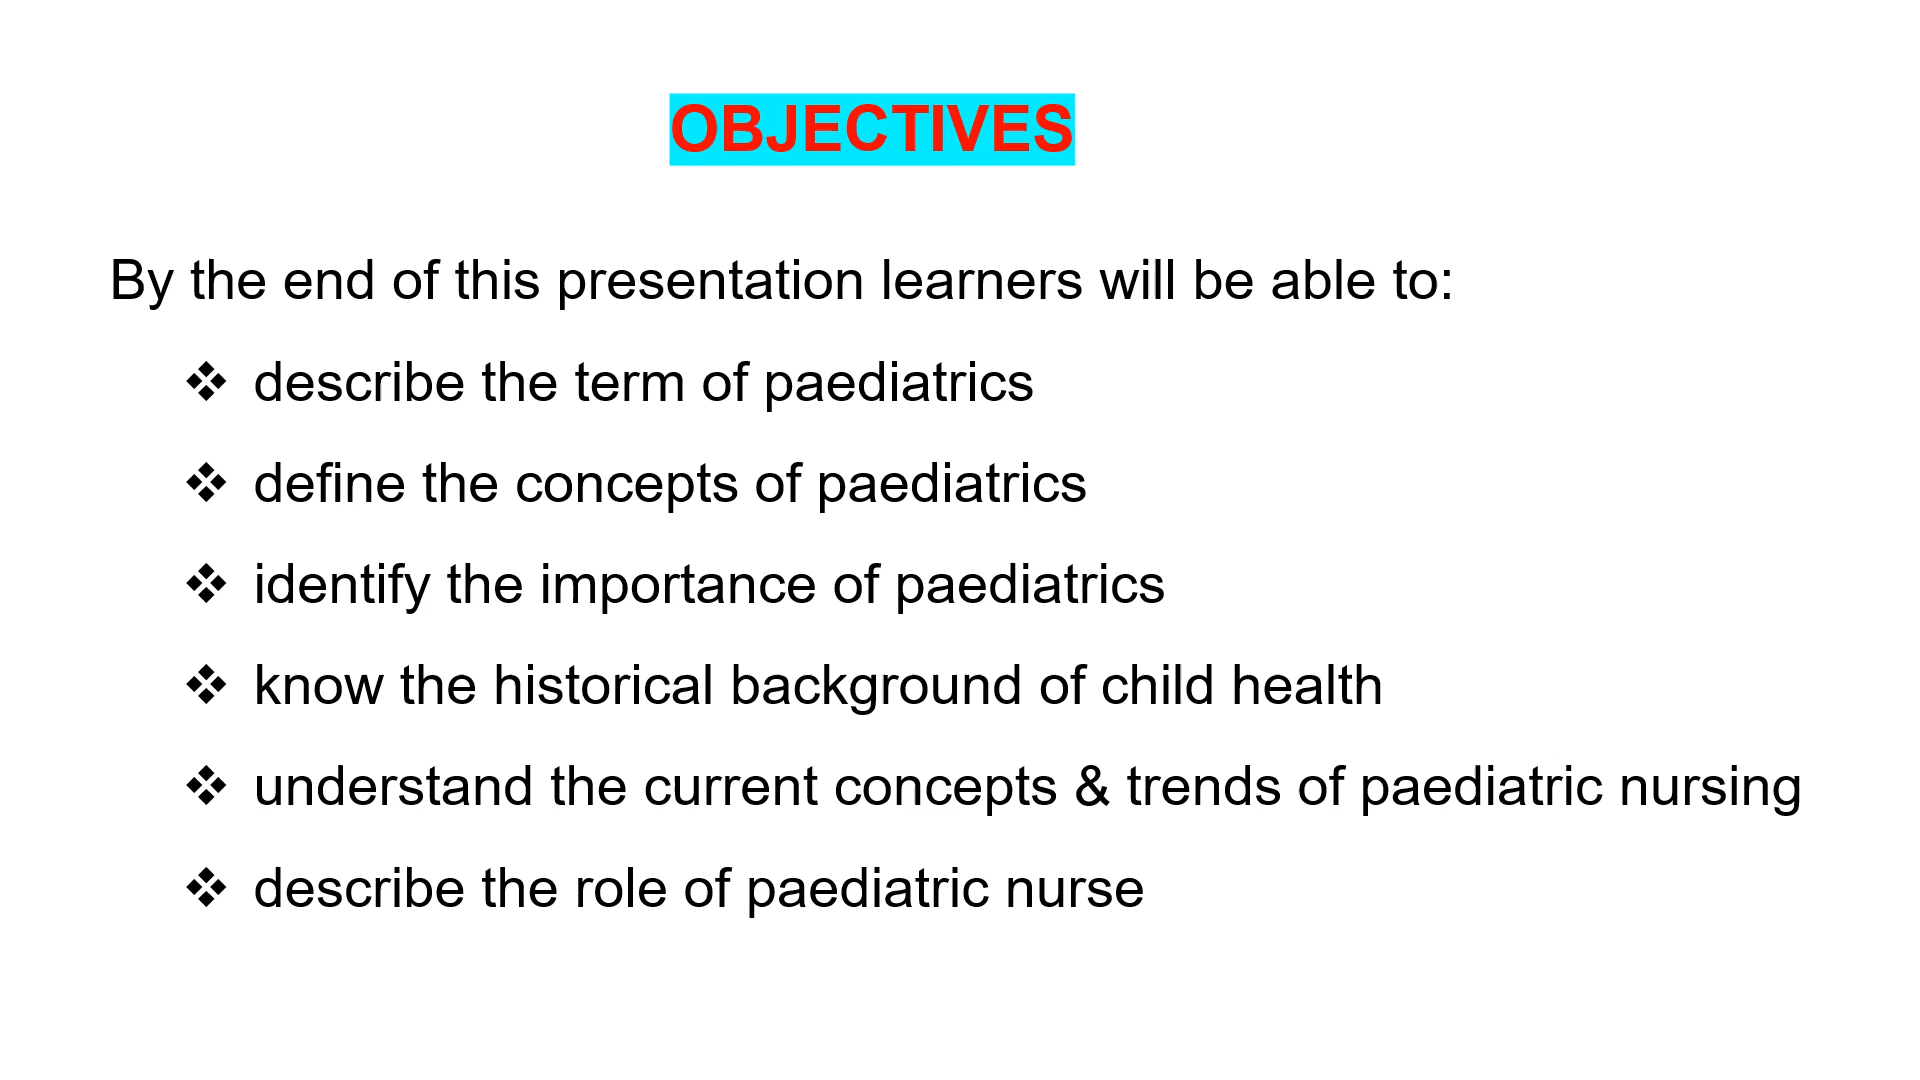 OBJECTIVES
By the end of this presentation learners will be able to:
❖ describe the term of paediatrics
❖ define the concepts of paediatrics
❖ identify the importance of paediatrics
❖ know the historical background of child health
❖ understand the current concepts & trends of paediatric nursing
❖ describe the role of paediatric nurse